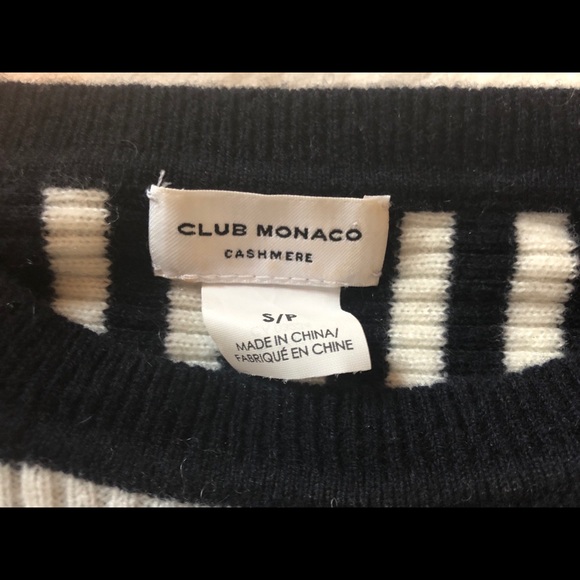 CLUB MONACO
CASHMERE
S/P
MADE IN CHINA/
FABRIQUÉ EN CHINE